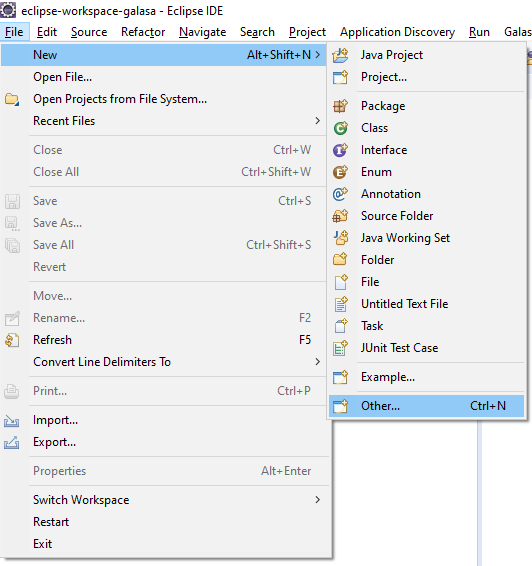 eclipse-workspace-galasa - Eclipse IDE
File Edit Source Refactor Navigate Search Project Application Discovery Run Galas
New Alt+Shift+N
Open File...
Open Projects from File System...
Recent Files
Close Ctrl+W
Close All Ctrl+Shift+W
Save Ctrl+S
Save As...
Save All Ctrl+Shift+S
Revert
Move...
Rename... F2
Refresh F5
Convert Line Delimiters To
Print... Ctrl+P
Import...
Export...
Properties Alt+Enter
Switch Workspace
Restart
Exit
Java Project
Project...
Package
Class
Interface
Enum
Annotation
Source Folder
Java Working Set
Folder
File
Untitled Text File
Task
JUnit Test Case
Example...
Other... Ctrl+N